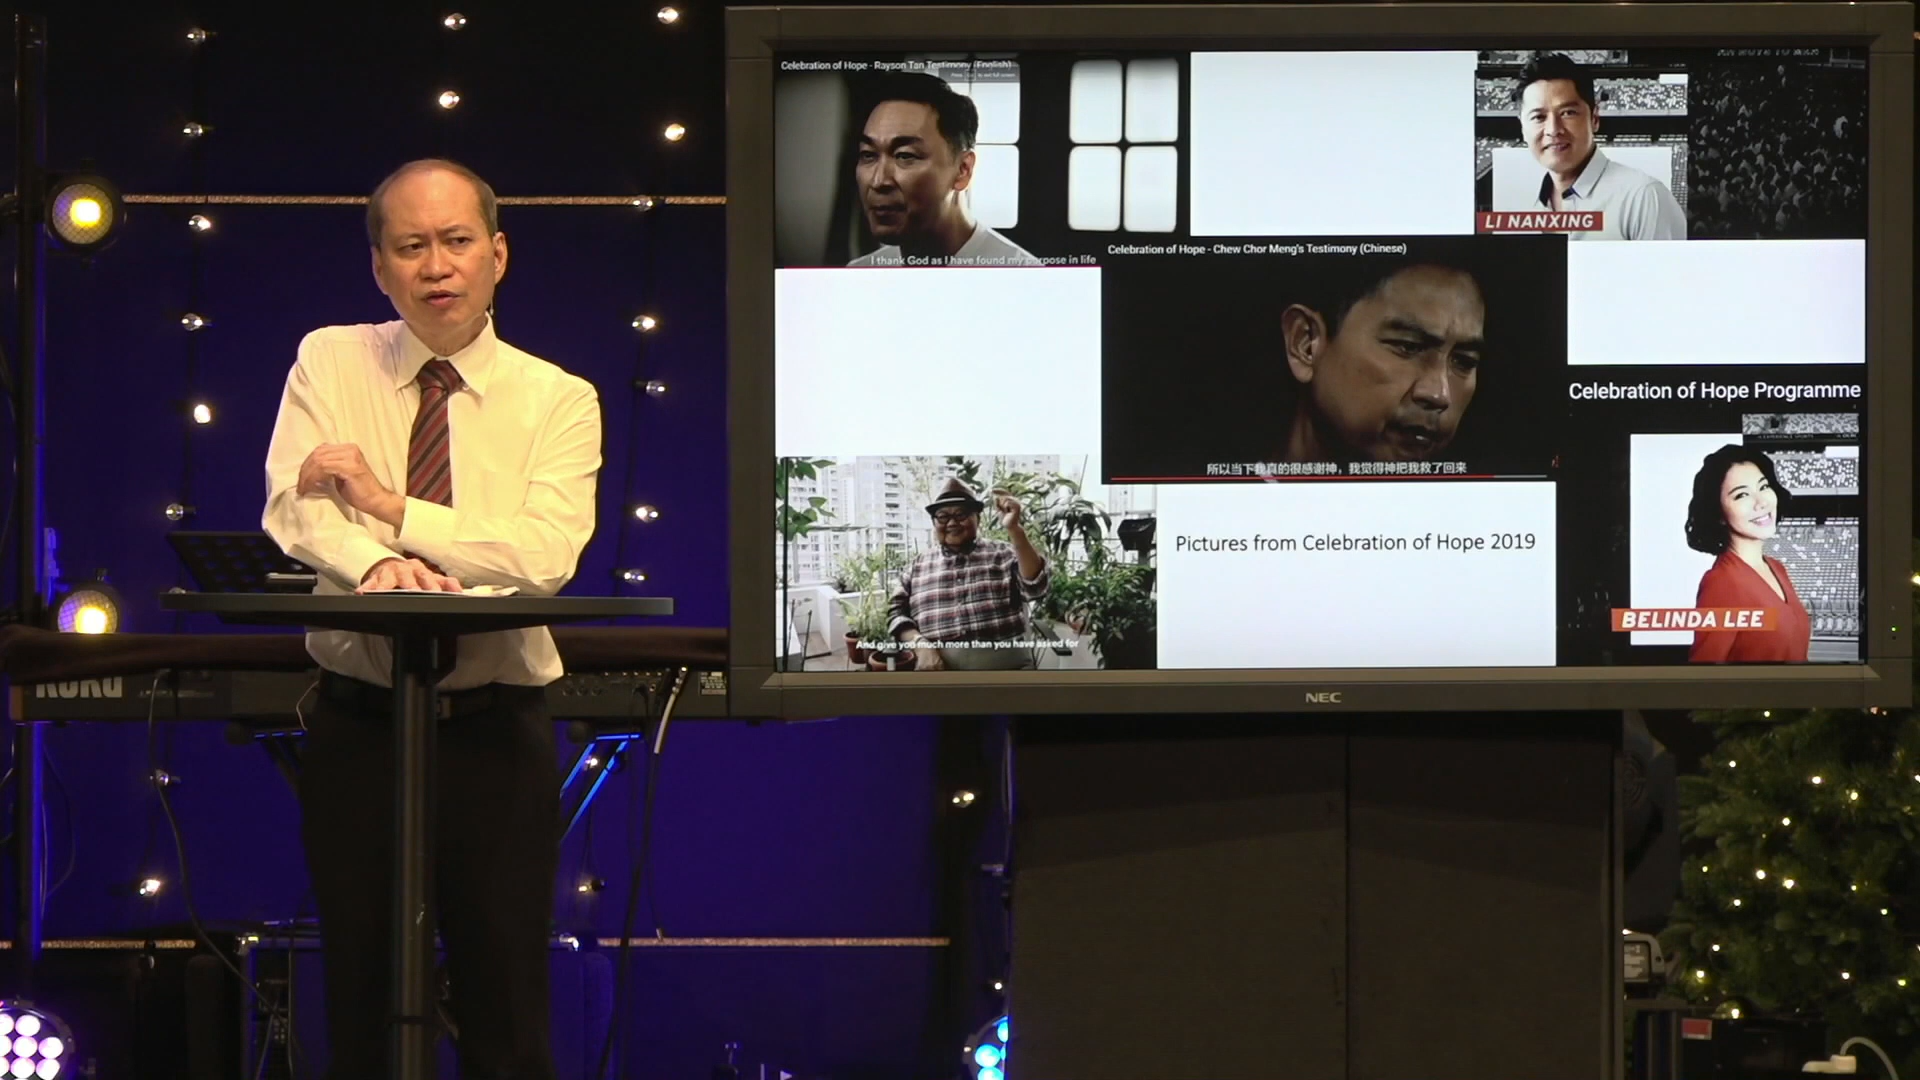 Celebration of Hope - Rayson Tan Testimony (English)
I thank God as I have found my purpose in life
LI NANXING
Celebration of Hope - Chew Chor Meng's Testimony (Chinese)
所以当下我真的很感谢神，我觉得神把我救了回来
Celebration of Hope Programme
And give you much more than you have asked for
Pictures from Celebration of Hope 2019
BELINDA LEE
NEC
KORG